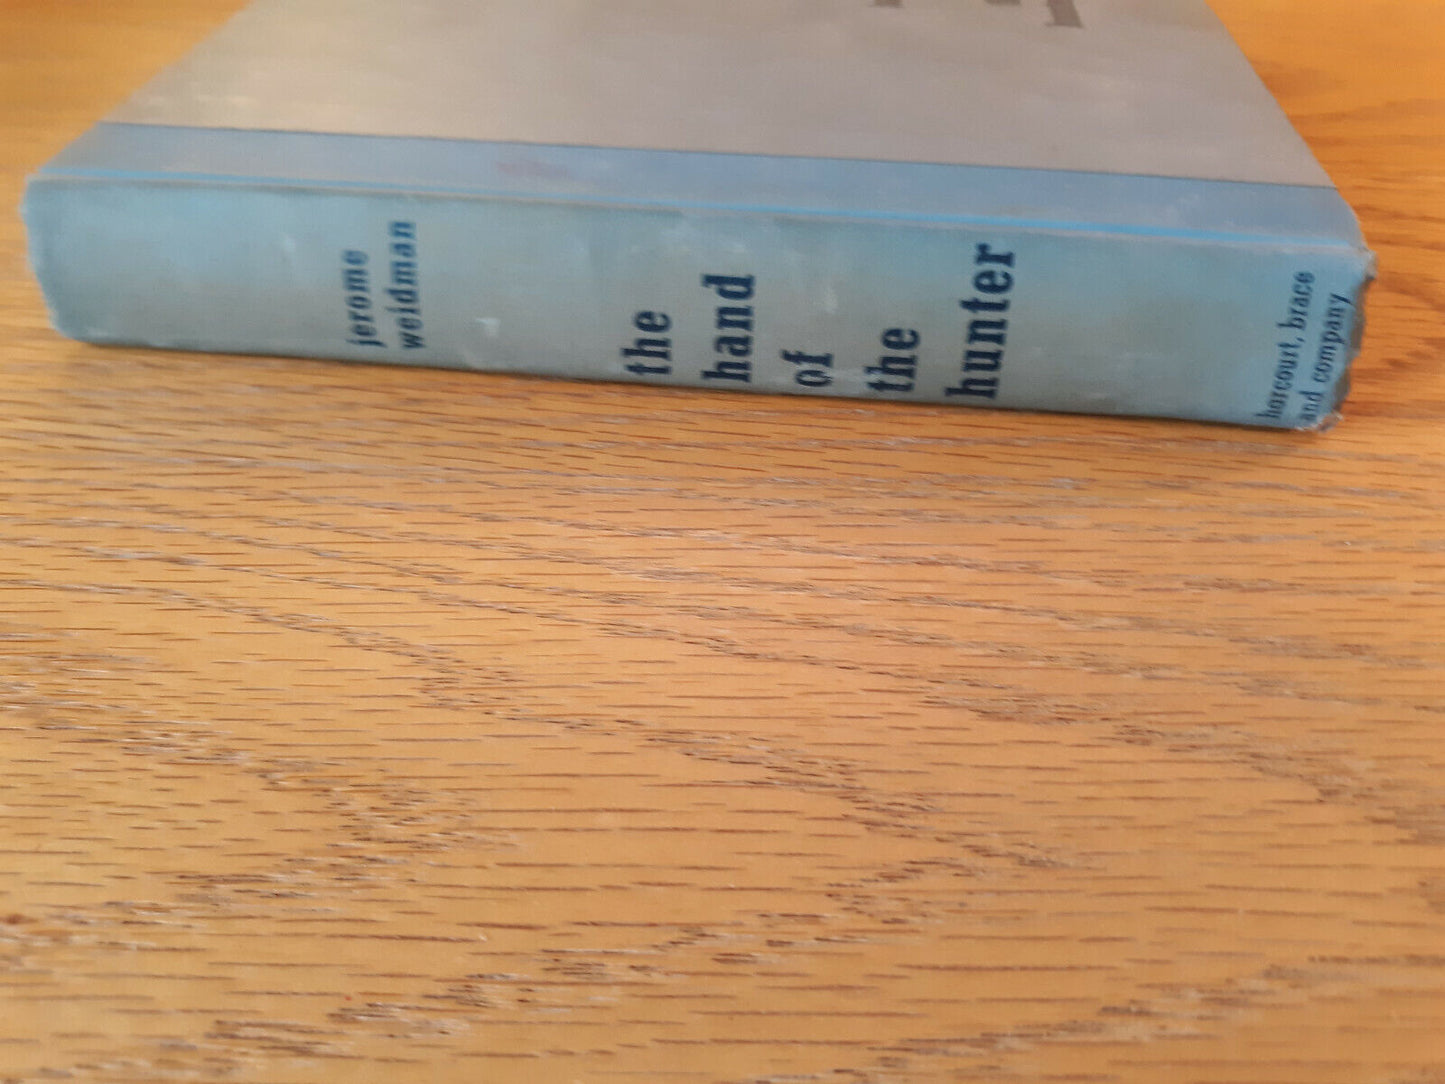 jerome
weidman
the
hand
of
the
hunter
harcourt, brace
and company